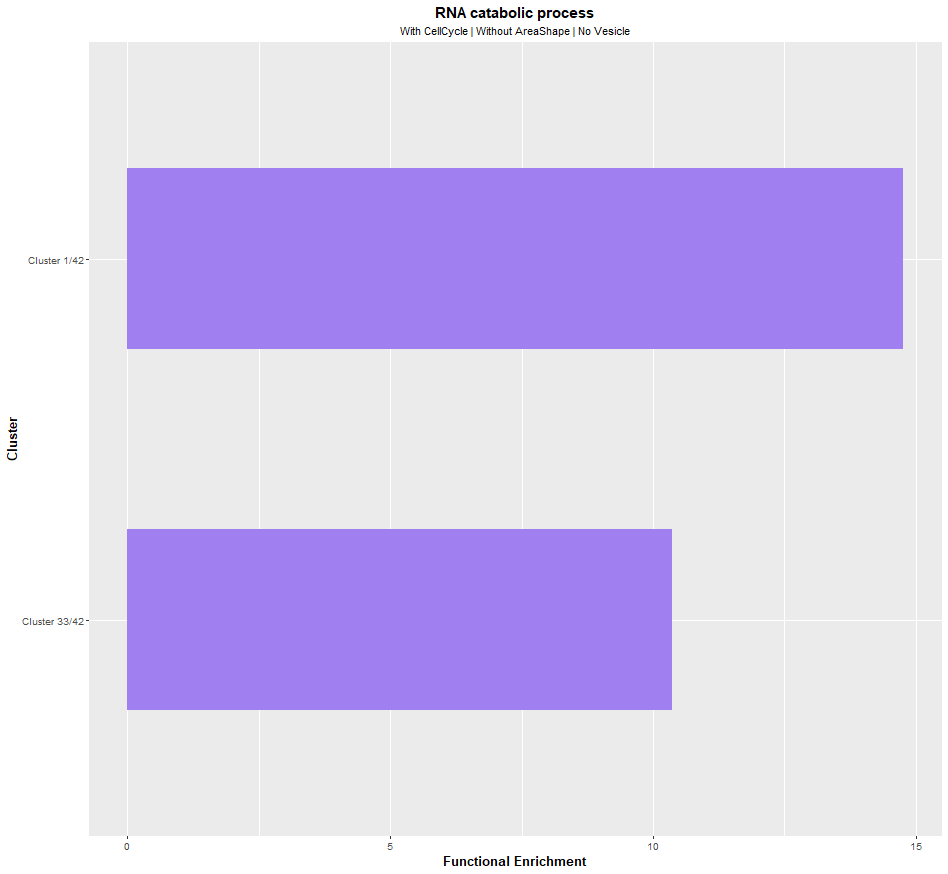 RNA catabolic process
With CellCycle | Without AreaShape | No Vesicle
Cluster
Cluster 1/42
Cluster 33/42
0 5 10 15
Functional Enrichment